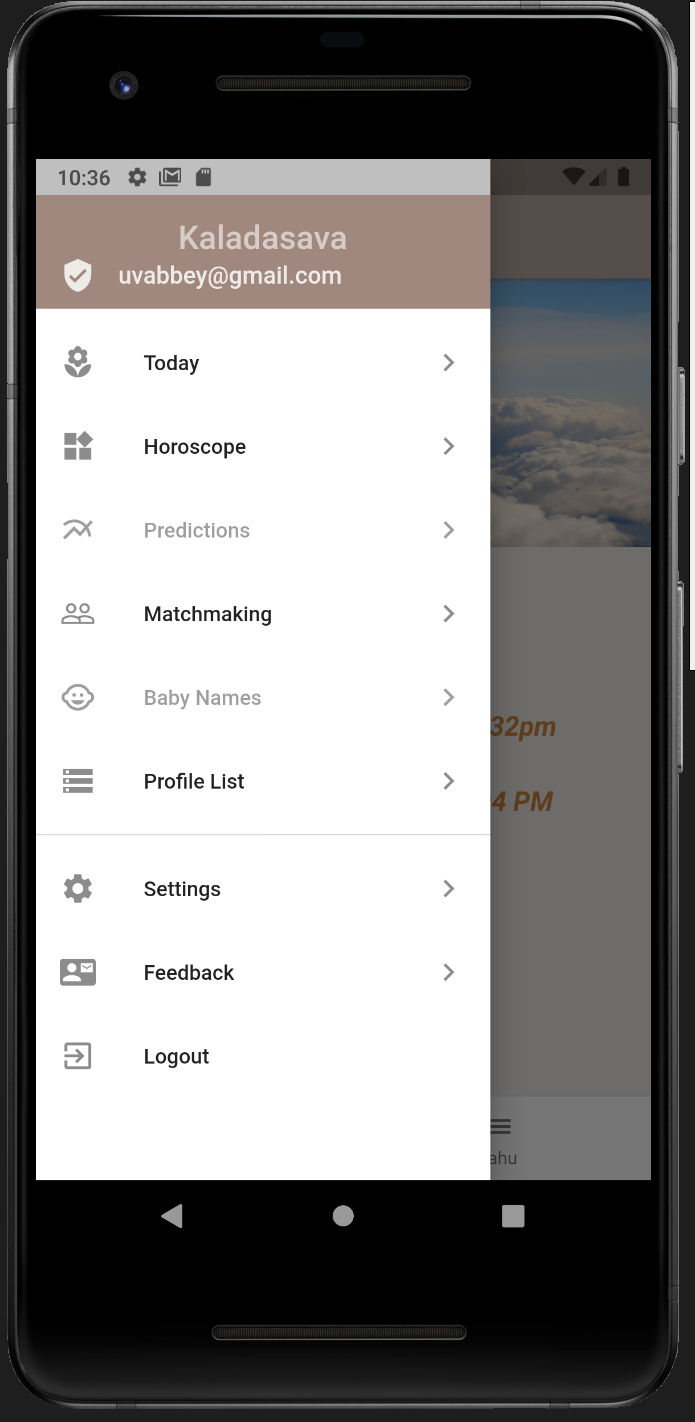 10:36
Kaladasava
uvabbey@gmail.com
Today
Horoscope
Predictions
Matchmaking
Baby Names
Profile List
Settings
Feedback
Logout
32pm
4 PM
ahu